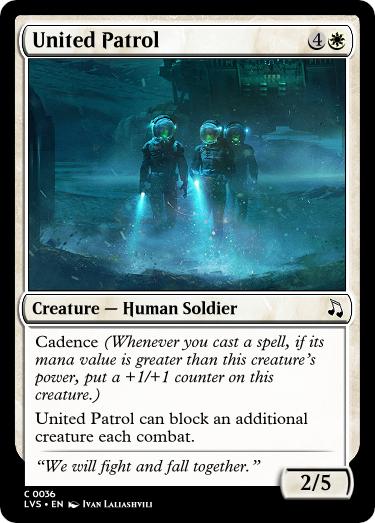 United Patrol 4
Creature — Human Soldier
Cadence (Whenever you cast a spell, if its
mana value is greater than this creature's
power, put a +1/+1 counter on this
creature.)
United Patrol can block an additional
creature each combat.
"We will fight and fall together."
2/5
C 0036
LVS • EN Ivan Laliashvili